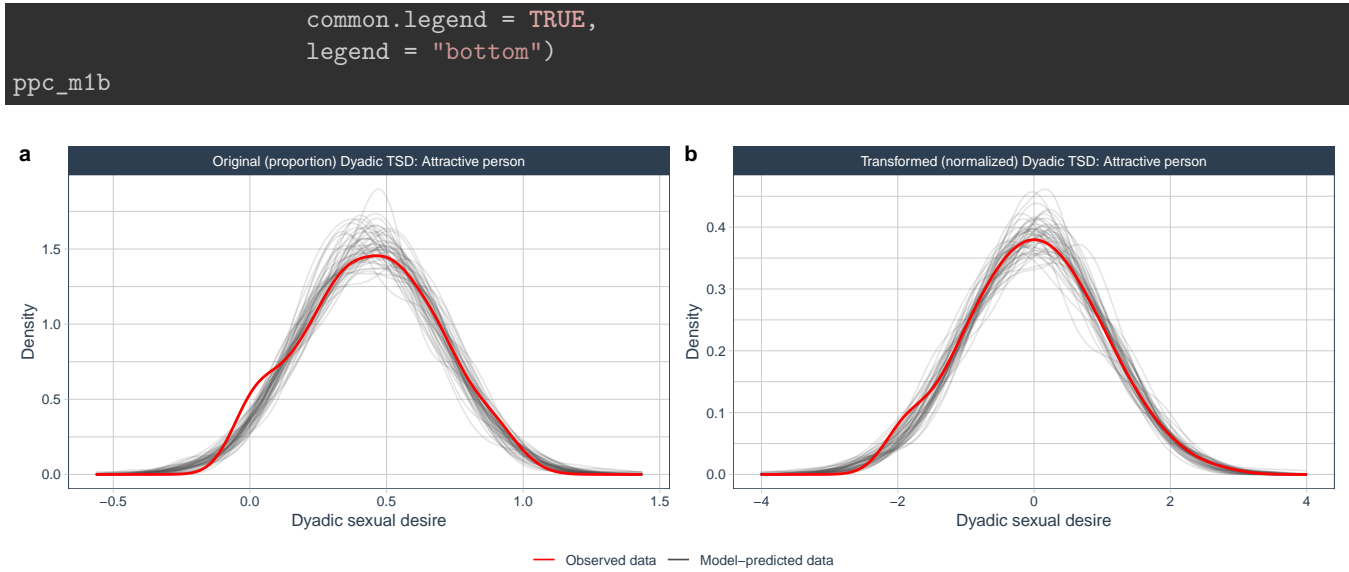 common.legend = TRUE,
legend = "bottom")
ppc_m1b
a
Original (proportion) Dyadic TSD: Attractive person
Density
0.0
0.5
1.0
1.5
−0.5
0.0
0.5
1.0
1.5
Dyadic sexual desire
b
Transformed (normalized) Dyadic TSD: Attractive person
Density
0.0
0.1
0.2
0.3
0.4
−4
−2
0
2
4
Dyadic sexual desire
Observed data
Model−predicted data